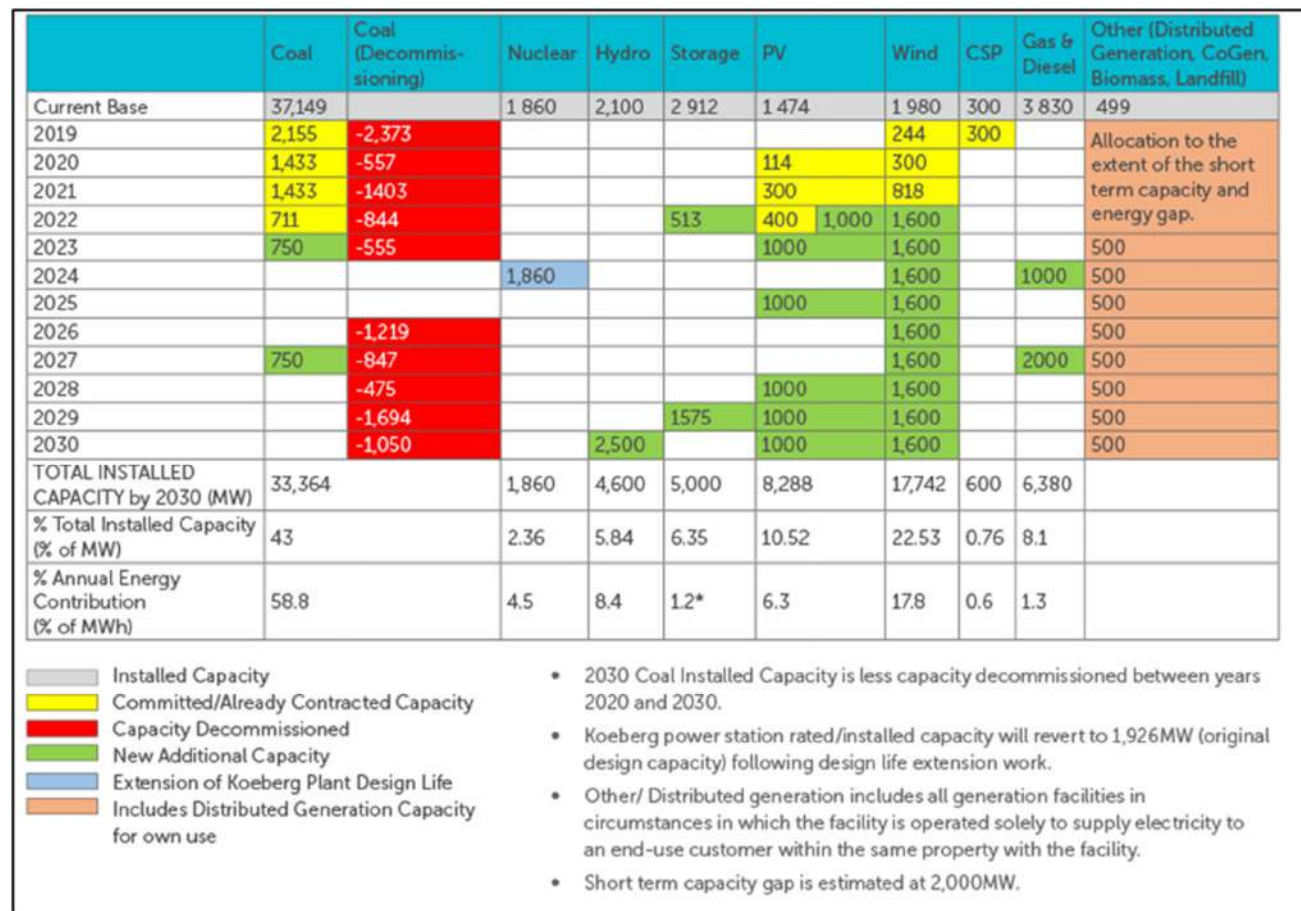 Coal Coal (Decommis- sioning) Nuclear Hydro Storage PV Wind CSP Gas & Diesel Other (Distributed Generation, CoGen, Biomass, Landfill)
Current Base 37,149 1 860 2,100 2 912 1 474 1 980 300 3 830 499
2019 2,155 -2,373 244 300 Allocation to the
2020 1,433 -557 114 300 extent of the short
2021 1,433 -1403 300 818 term capacity and
2022 711 -844 513 400 1,000 1,600 energy gap.
2023 750 -555 1000 1,600 500
2024 1,860 1,600 1000 500
2025 1000 1,600 500
2026 -1,219 1,600 500
2027 750 -847 1,600 2000 500
2028 -475 1000 1,600 500
2029 -1,694 1575 1000 1,600 500
2030 -1,050 2,500 1000 1,600 500
TOTAL INSTALLED
CAPACITY by 2030 (MW) 33,364 1,860 4,600 5,000 8,288 17,742 600 6,380
% Total Installed Capacity
(% of MW) 43 2.36 5.84 6.35 10.52 22.53 0.76 8.1
% Annual Energy
Contribution
(% of MWh) 58.8 4.5 8.4 1.2* 6.3 17.8 0.6 1.3
Installed Capacity
Committed/Already Contracted Capacity
Capacity Decommissioned
New Additional Capacity
Extension of Koeberg Plant Design Life
Includes Distributed Generation Capacity
for own use
• 2030 Coal Installed Capacity is less capacity decommissioned between years
2020 and 2030.
• Koeberg power station rated/installed capacity will revert to 1,926MW (original
design capacity) following design life extension work.
• Other/ Distributed generation includes all generation facilities in
circumstances in which the facility is operated solely to supply electricity to
an end-use customer within the same property with the facility.
• Short term capacity gap is estimated at 2,000MW.